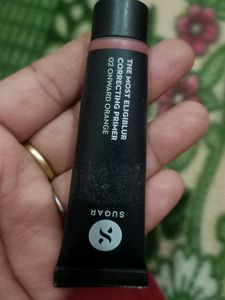 THE MOST ELIGIBLUR
CORRECTING PRIMER
02 ONWARD ORANGE
SUGAR